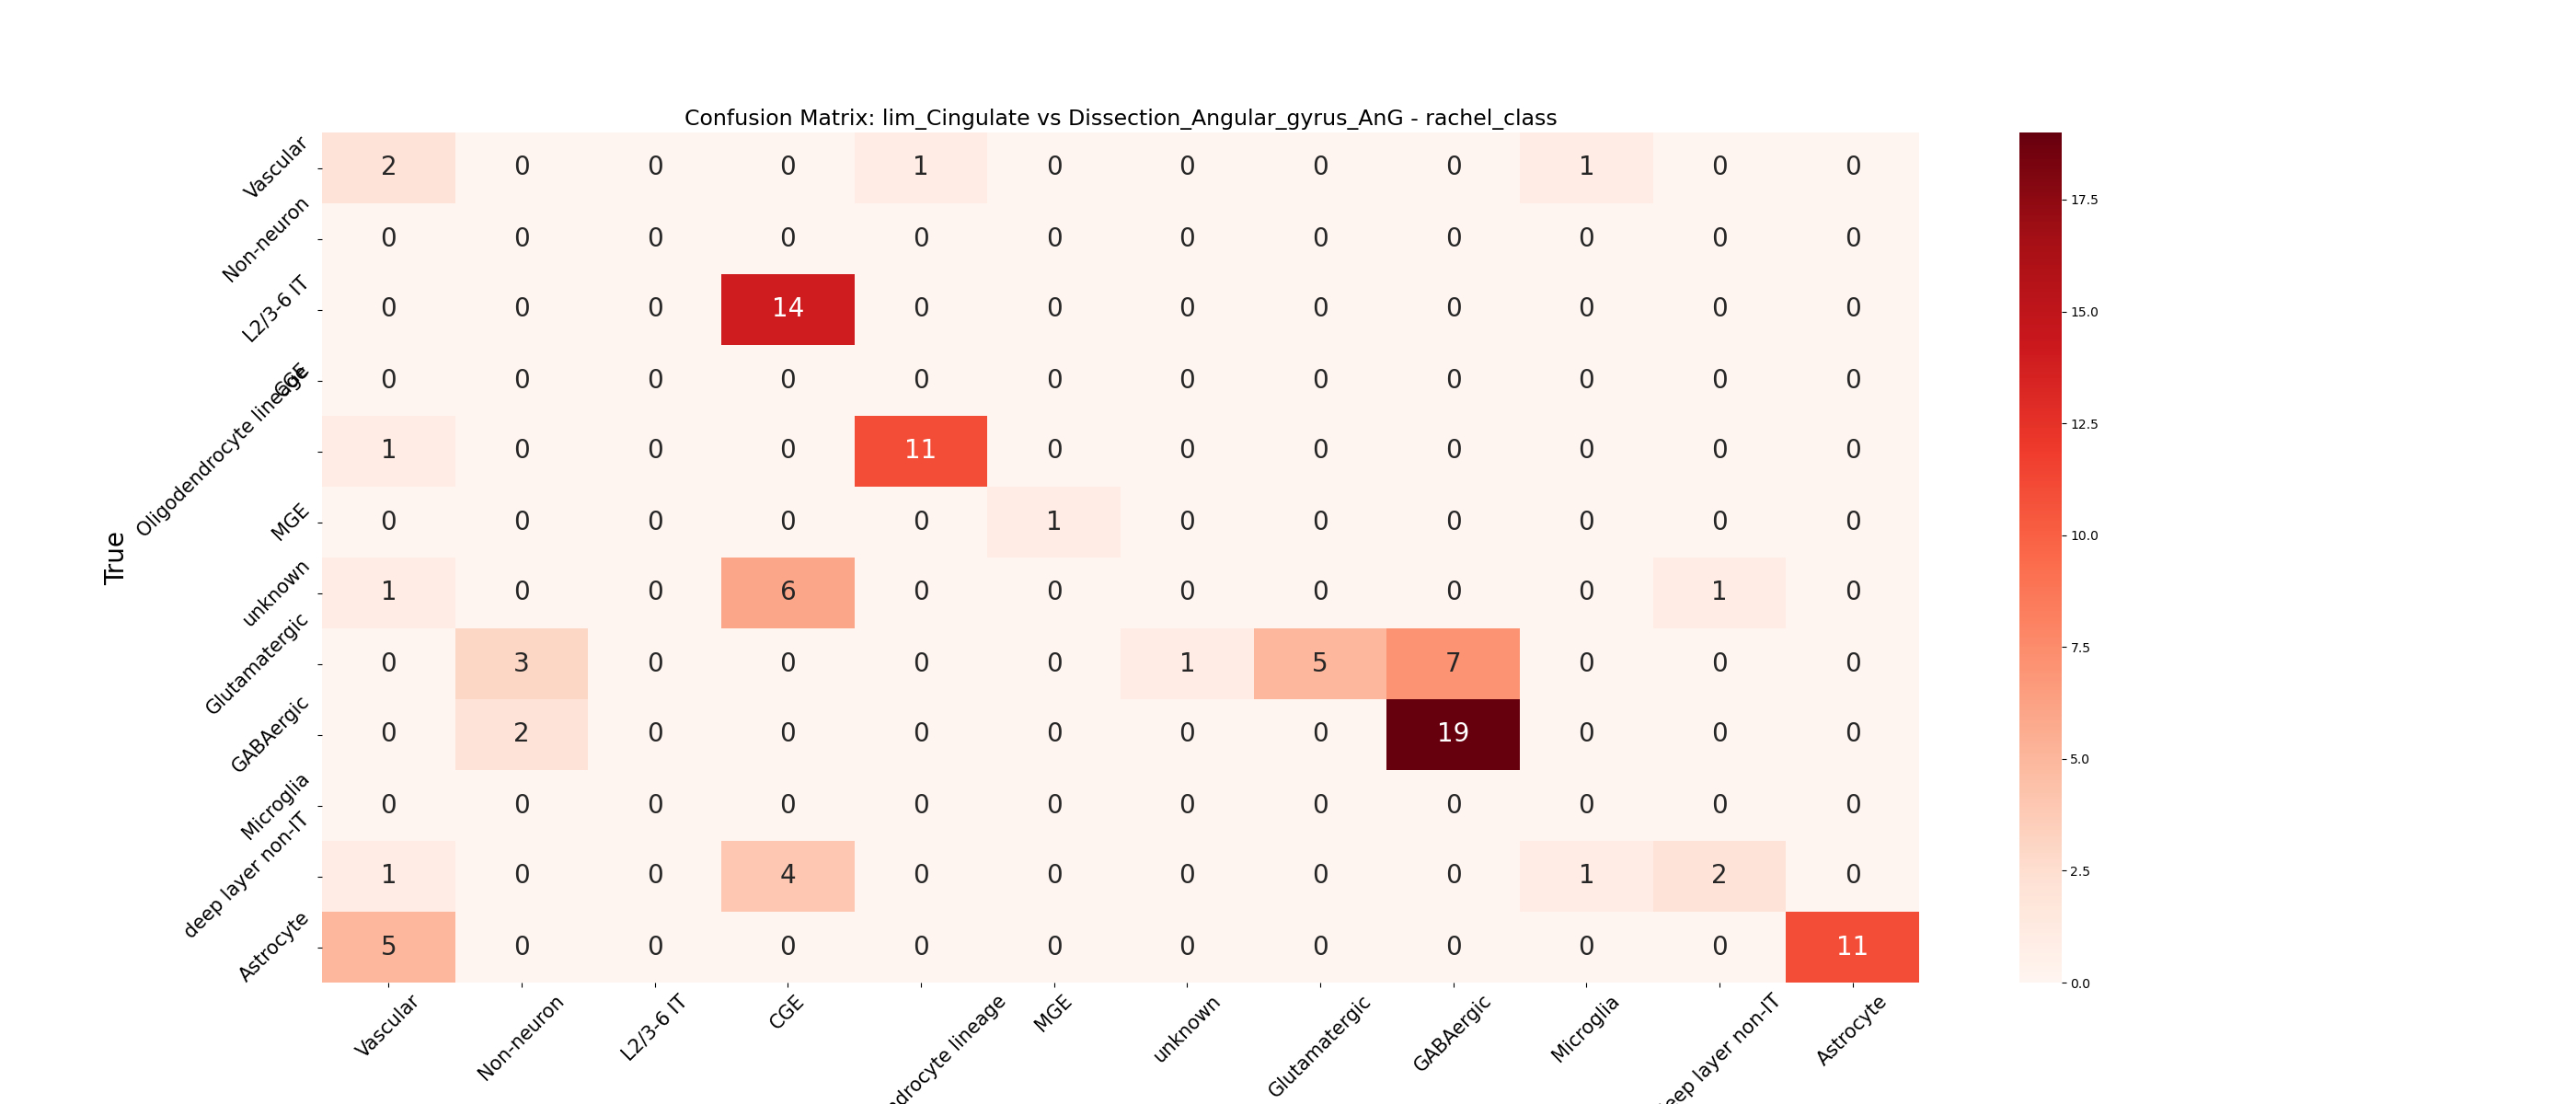 Confusion Matrix: lim_Cingulate vs Dissection_Angular_gyrus_AnG - rachel_class
True
Vascular 2 0 0 0 1 0 0 0 0 1 0 0
Non-neuron 0 0 0 0 0 0 0 0 0 0 0 0
L2/3-6 IT 0 0 0 14 0 0 0 0 0 0 0 0
CGE 0 0 0 0 0 0 0 0 0 0 0 0
Oligodendrocyte lineage 1 0 0 0 11 0 0 0 0 0 0 0
MGE 0 0 0 0 0 1 0 0 0 0 0 0
unknown 1 0 0 6 0 0 0 0 0 0 1 0
Glutamatergic 0 3 0 0 0 0 1 5 7 0 0 0
GABAergic 0 2 0 0 0 0 0 0 19 0 0 0
Microglia 0 0 0 0 0 0 0 0 0 0 0 0
deep layer non-IT 1 0 0 4 0 0 0 0 0 1 2 0
Astrocyte 5 0 0 0 0 0 0 0 0 0 0 11
Vascular Non-neuron L2/3-6 IT CGE lineage MGE unknown Glutamatergic GABAergic Microglia layer non-IT Astrocyte
17.5
15.0
12.5
10.0
7.5
5.0
2.5
0.0